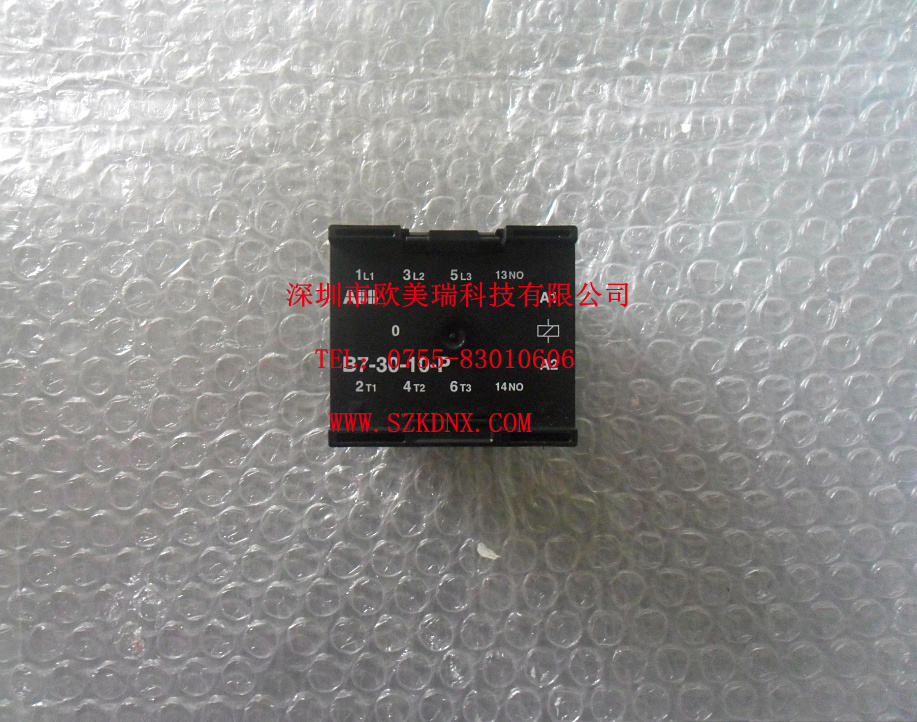 1L1 3L2 5L3 13NO
ABB A1
深圳市欧美瑞科技有限公司
0
TEL：0755-83010606
B7-30-10-P A2
2T1 4T2 6T3 14NO
WWW.SZKDNX.COM